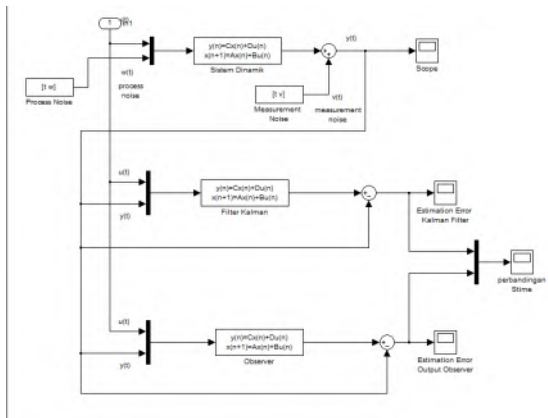 1
y(n)=Cx(n)+Du(n)
x(n+1)=Ax(n)+Bu(n)
Sistem Dinamik
y(t)
Scope
[t w]
Process Noise
w(t)
process
noise
[t v]
Measurement
Noise
v(t)
measurement
noise
u(t)
y(t)
y(n)=Cx(n)+Du(n)
x(n+1)=Ax(n)+Bu(n)
Filter Kalman
Estimation Error
Kalman Filter
perbandingan
Stima
u(t)
y(t)
y(n)=Cx(n)+Du(n)
x(n+1)=Ax(n)+Bu(n)
Observer
Estimation Error
Output Observer